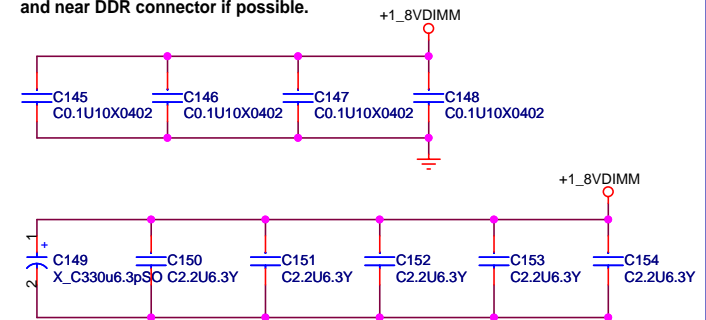 and near DDR connector if possible.
+1_8VDIMM
C145 C146 C147 C148
C0.1U10X0402 C0.1U10X0402 C0.1U10X0402 C0.1U10X0402
+1_8VDIMM
1 +
C149 C150 C151 C152 C153 C154
X_C330u6.3pSO C2.2U6.3Y C2.2U6.3Y C2.2U6.3Y C2.2U6.3Y C2.2U6.3Y
2